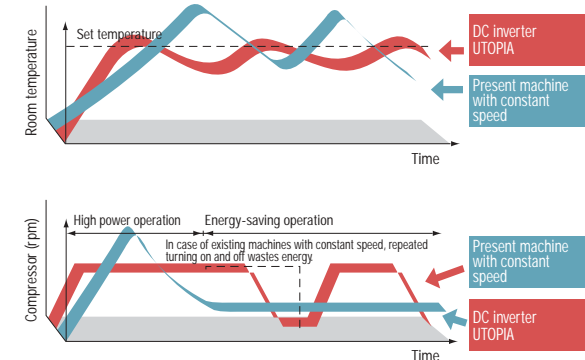 Room temperature
Set temperature
DC inverter
UTOPIA
Present machine
with constant
speed
Time
Compressor (rpm)
High power operation
Energy-saving operation
In case of existing machines with constant speed, repeated
turning on and off wastes energy.
Present machine
with constant
speed
DC inverter
UTOPIA
Time